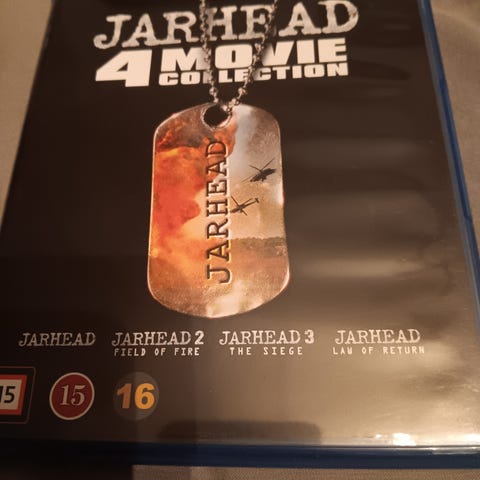 JARHEAD
4 MOVIE
COLLECTION
JARHEAD
JARHEAD JARHEAD 2 JARHEAD 3 JARHEAD
FIELD OF FIRE THE SIEGE LAW OF RETURN
15 15 16